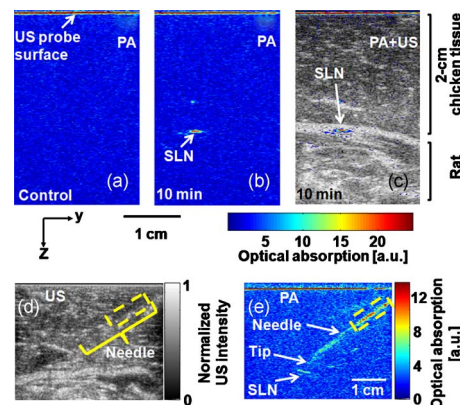 US probe
surface
PA
Control
(a)
PA
SLN
10 min
(b)
PA+US
SLN
10 min
(c)
2-cm
chicken tissue
Rat
y
Z
1 cm
5 10 15 20
Optical absorption [a.u.]
(d)
US
Needle
1
0
Normalized
US Intensity
(e)
PA
Needle
Tip
SLN
1 cm
12
8
4
0
Optical absorption
[a.u.]